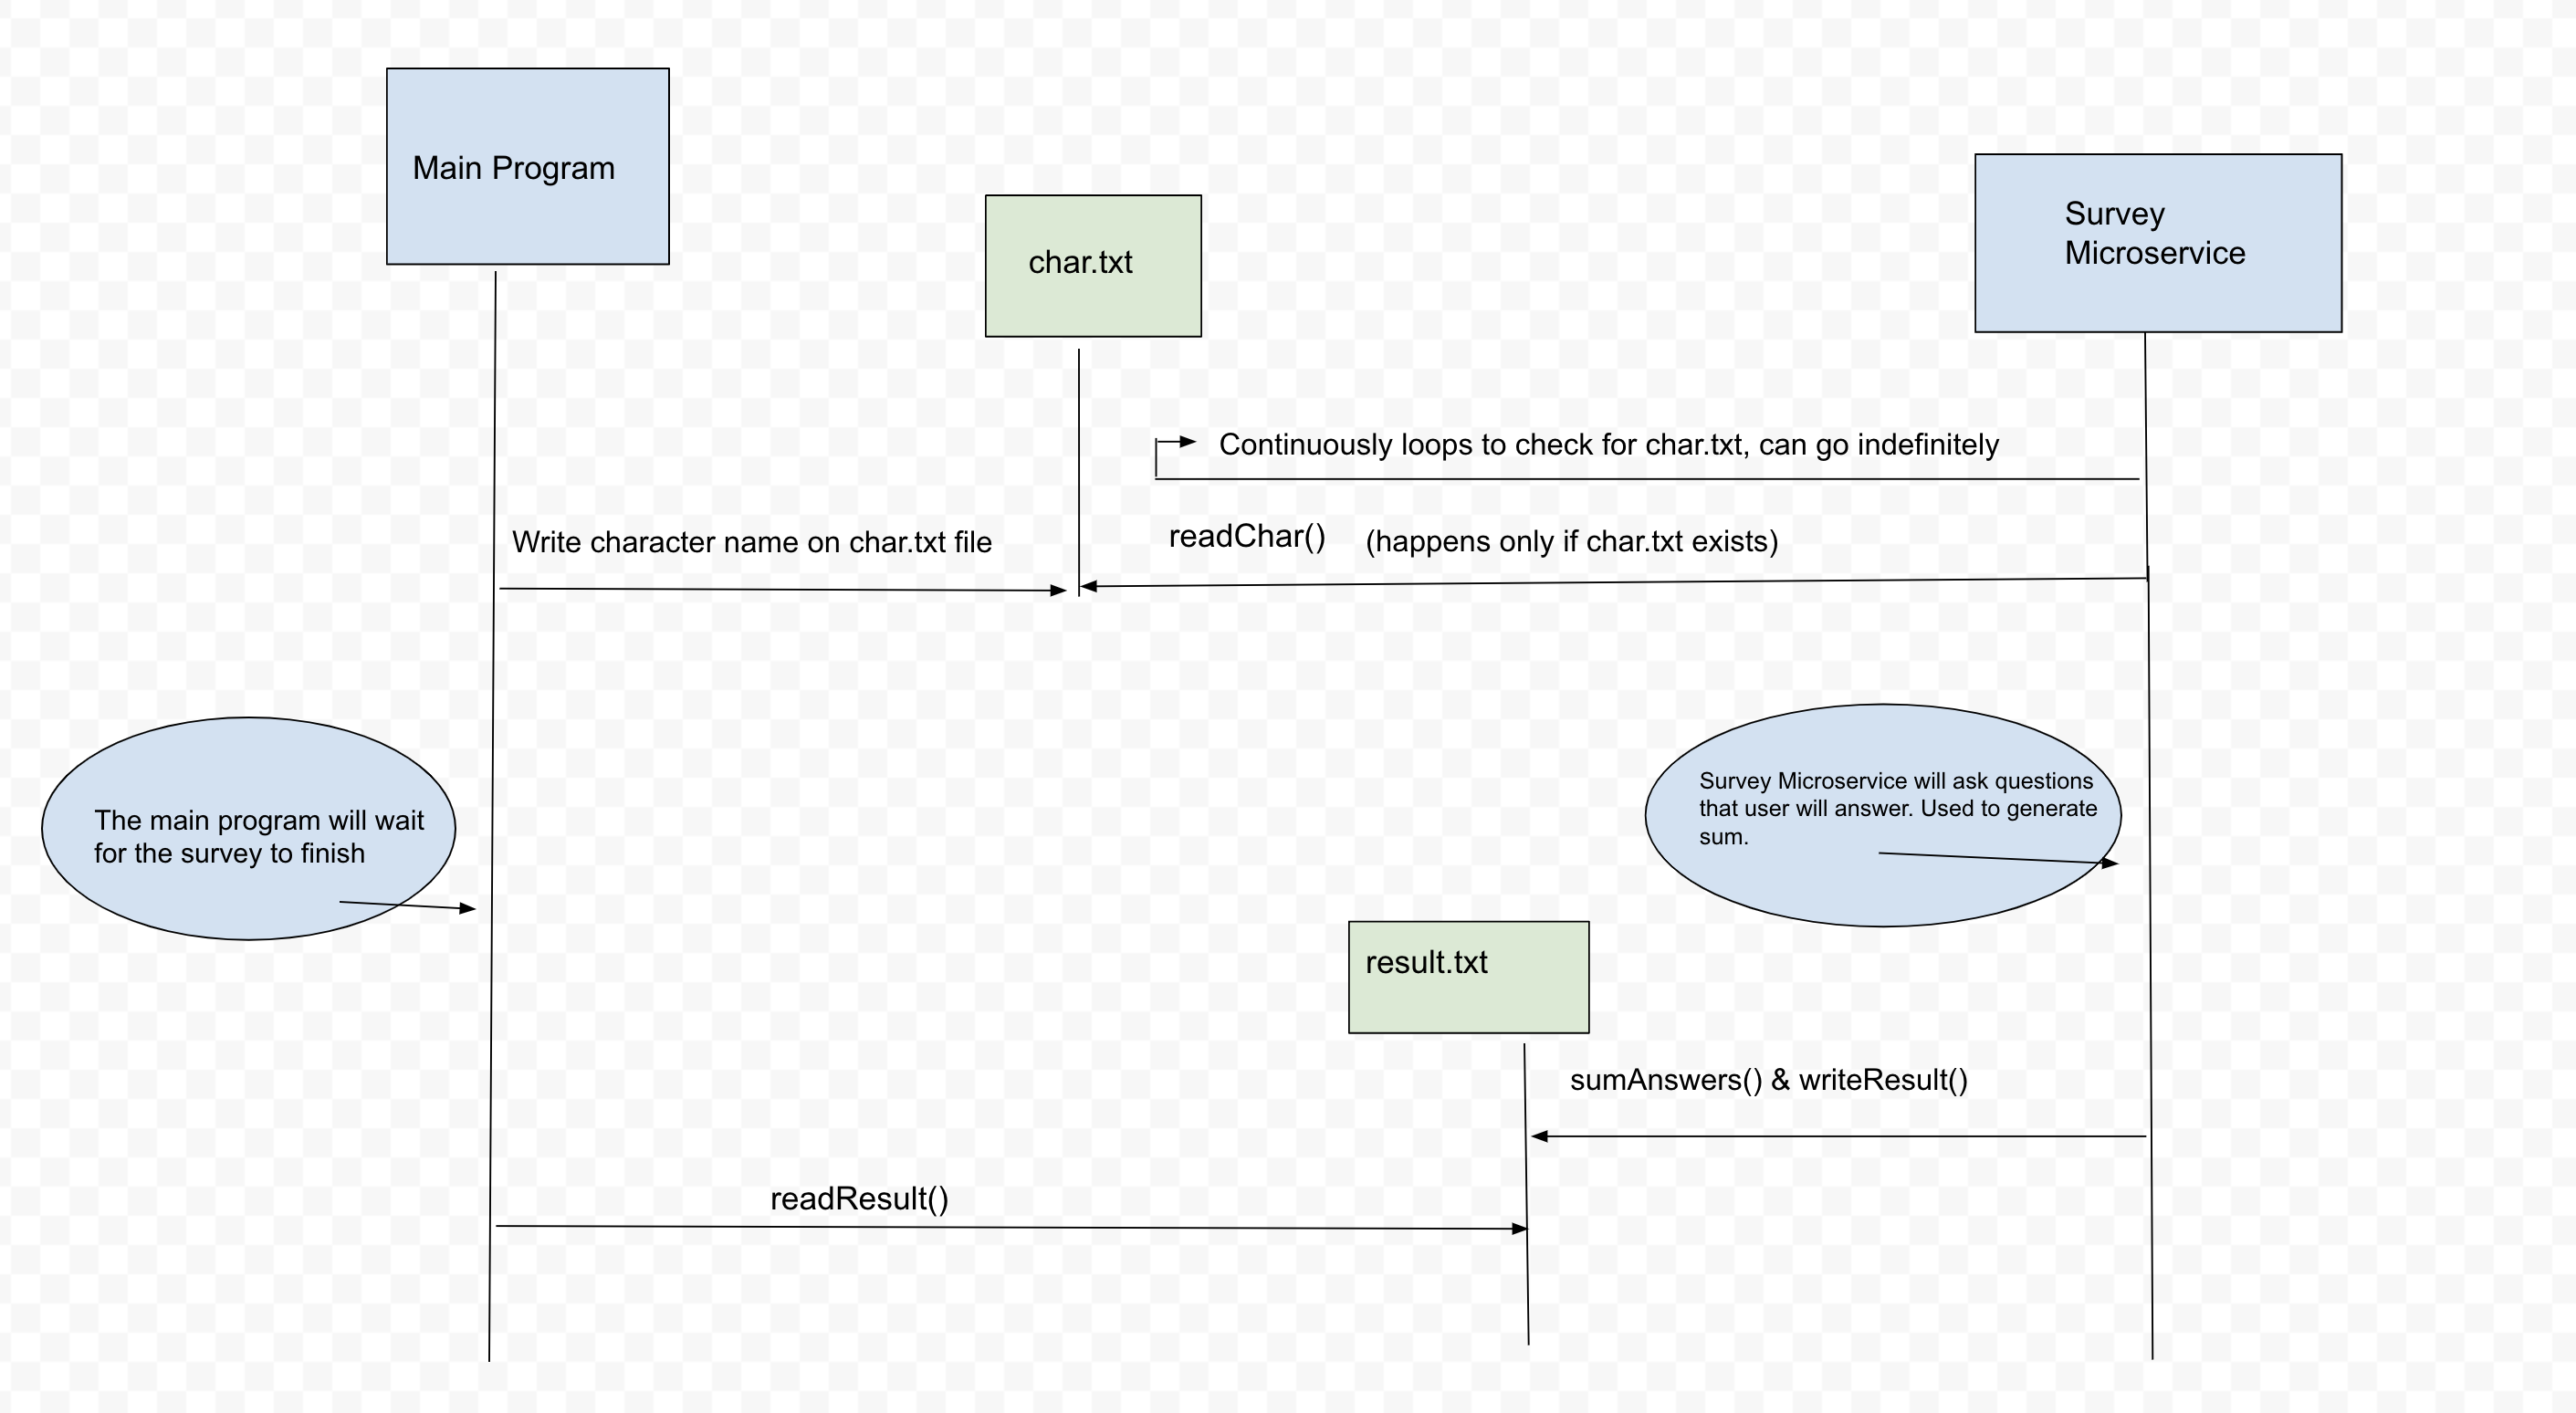 Main Program
char.txt
Survey
Microservice
Continuously loops to check for char.txt, can go indefinitely
Write character name on char.txt file
readChar()
(happens only if char.txt exists)
The main program will wait
for the survey to finish
Survey Microservice will ask questions
that user will answer. Used to generate
sum.
result.txt
sumAnswers() & writeResult()
readResult()